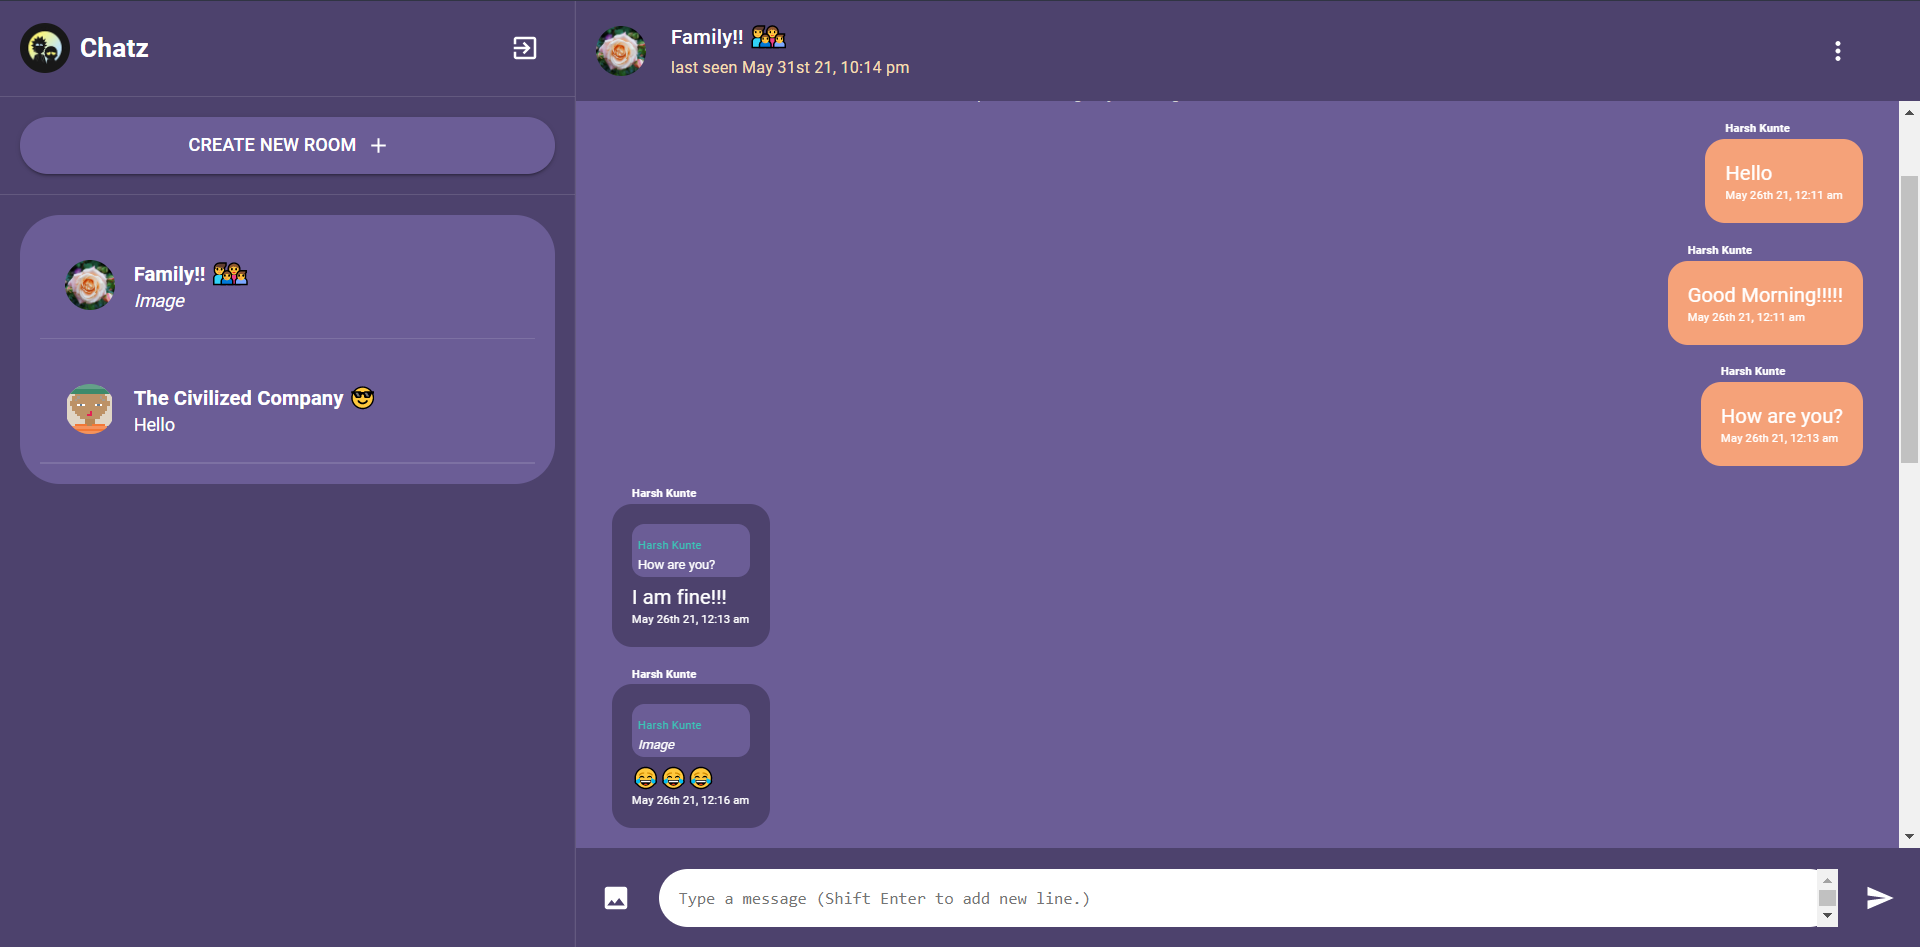 Chatz
CREATE NEW ROOM +
Family!! 👨‍👩‍👧‍👦
Image
The Civilized Company 😎
Hello
Family!! 👨‍👩‍👧‍👦
last seen May 31st 21, 10:14 pm
Harsh Kunte
Hello
May 26th 21, 12:11 am
Harsh Kunte
Good Morning!!!!!
May 26th 21, 12:11 am
Harsh Kunte
How are you?
May 26th 21, 12:13 am
Harsh Kunte
Harsh Kunte
How are you?
I am fine!!!
May 26th 21, 12:13 am
Harsh Kunte
Harsh Kunte
Image
😂😂😂
May 26th 21, 12:16 am
Type a message (Shift Enter to add new line.)